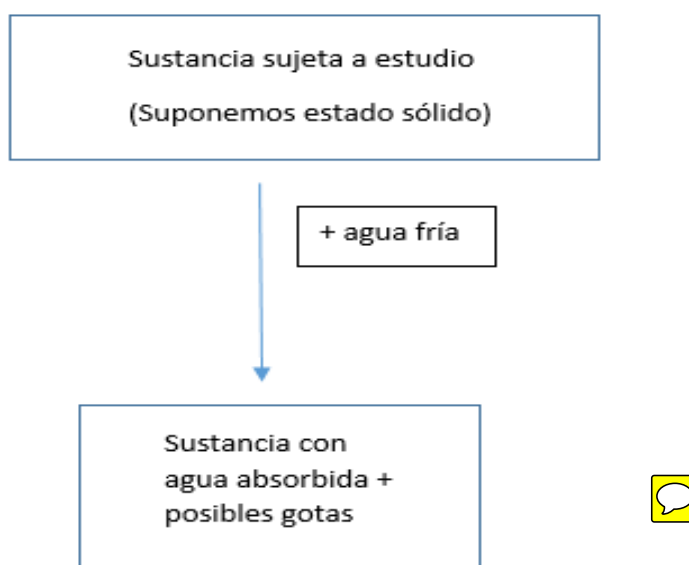 Sustancia sujeta a estudio
(Suponemos estado sólido)
+ agua fría
Sustancia con
agua absorbida +
posibles gotas